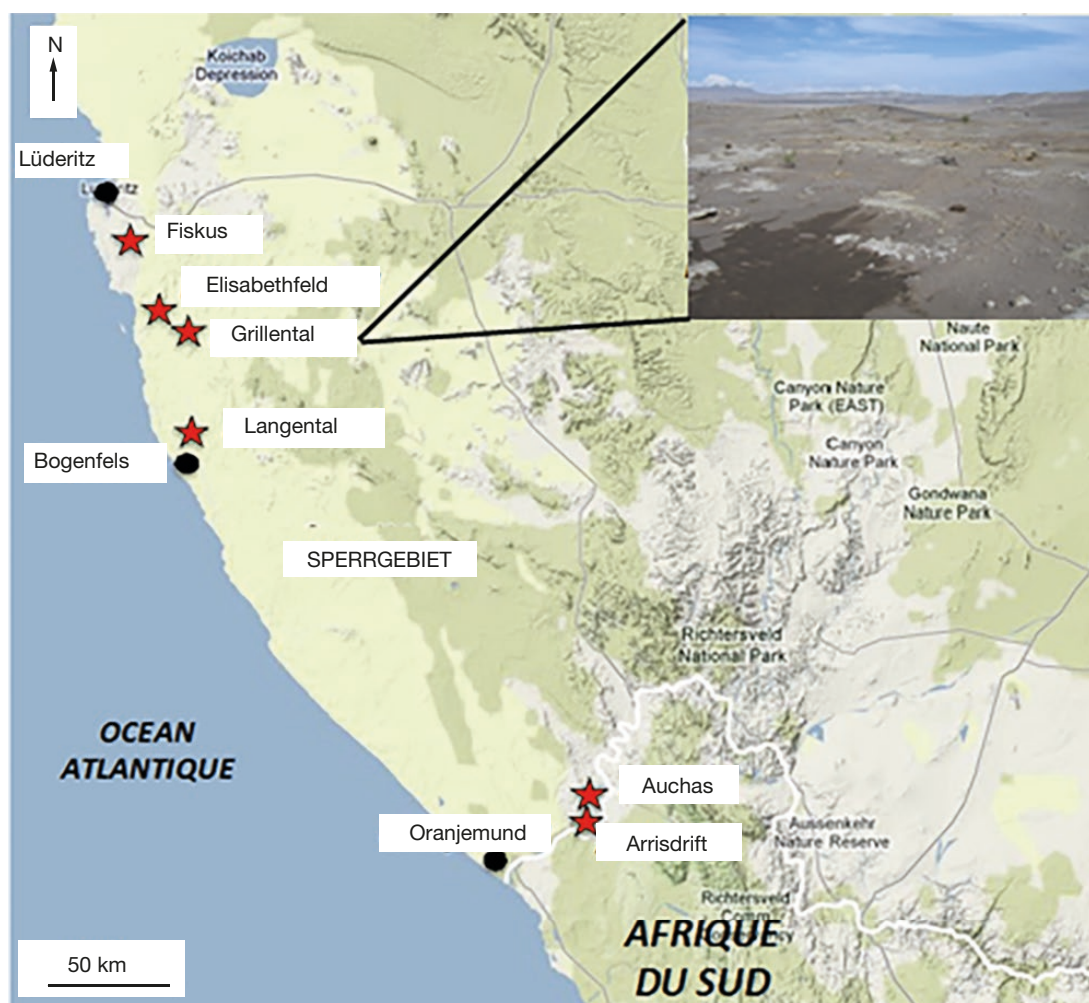 N
Koichab
Depression
Lüderitz
Fiskus
Elisabethfeld
Grillental
Langental
Bogenfels
SPERRGEBIET
Naute
National Park
Canyon Nature
Park (EAST)
Canyon
Nature Park
Gondwana
Nature Park
Richtersveld
National Park
OCEAN
ATLANTIQUE
Auchas
Oranjemund
Arrisdrift
Aussenkehr
Nature Reserve
Richtersveld
Comm
AFRIQUE
DU SUD
50 km